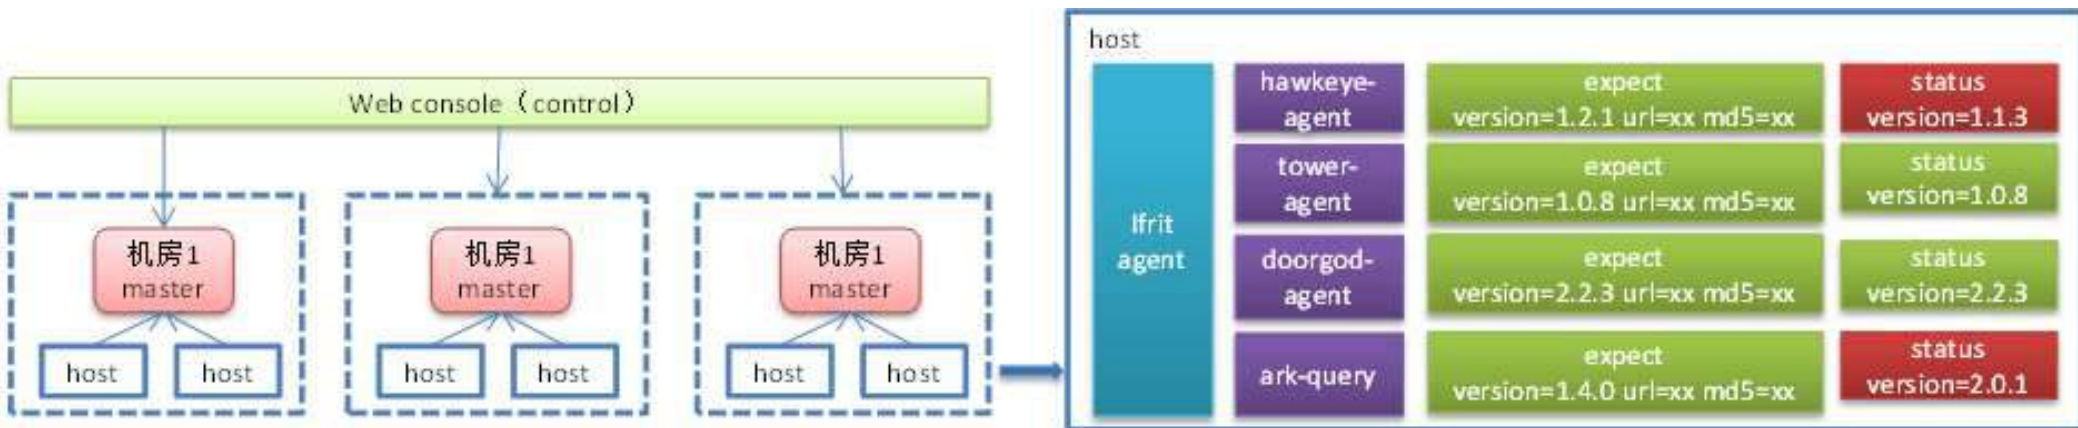 Web console（control）
机房1
master
host
host
机房1
master
host
host
机房1
master
host
host
host
Ifrit
agent
hawkeye-
agent
expect
version=1.2.1 url=xx md5=xx
status
version=1.1.3
tower-
agent
expect
version=1.0.8 url=xx md5=xx
status
version=1.0.8
doorgod-
agent
expect
version=2.2.3 url=xx md5=xx
status
version=2.2.3
ark-query
expect
version=1.4.0 url=xx md5=xx
status
version=2.0.1